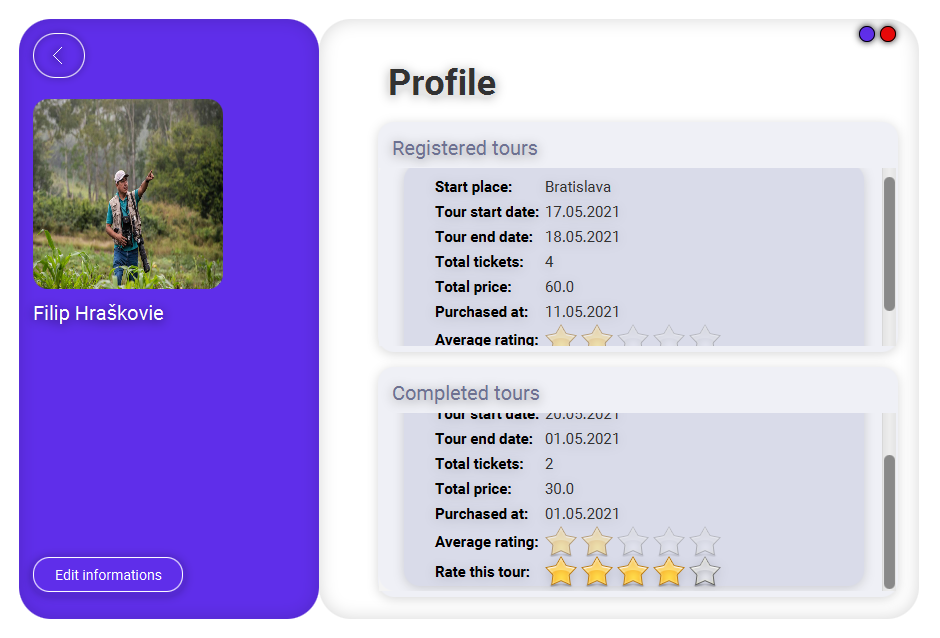 Filip Hraškovie
Edit informations
Profile
Registered tours
Start place: Bratislava
Tour start date: 17.05.2021
Tour end date: 18.05.2021
Total tickets: 4
Total price: 60.0
Purchased at: 11.05.2021
Average rating:
Completed tours
Tour start date: 20.05.2021
Tour end date: 01.05.2021
Total tickets: 2
Total price: 30.0
Purchased at: 01.05.2021
Average rating:
Rate this tour: